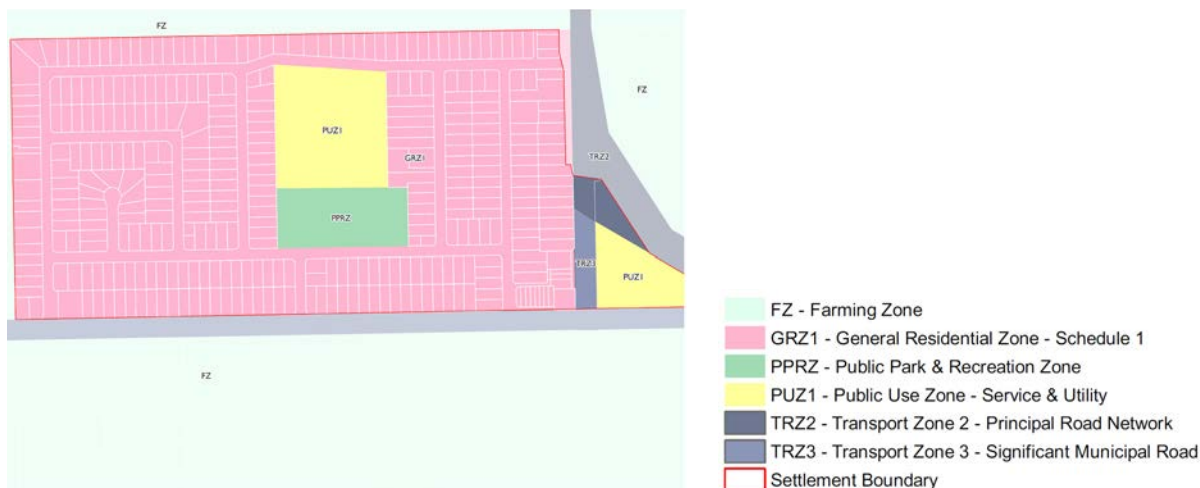 FZ
FZ
PUZ1
GRZ1
TRZ2
PPRZ
TRZ3
PUZ1
FZ
FZ - Farming Zone
GRZ1 - General Residential Zone - Schedule 1
PPRZ - Public Park & Recreation Zone
PUZ1 - Public Use Zone - Service & Utility
TRZ2 - Transport Zone 2 - Principal Road Network
TRZ3 - Transport Zone 3 - Significant Municipal Road
Settlement Boundary